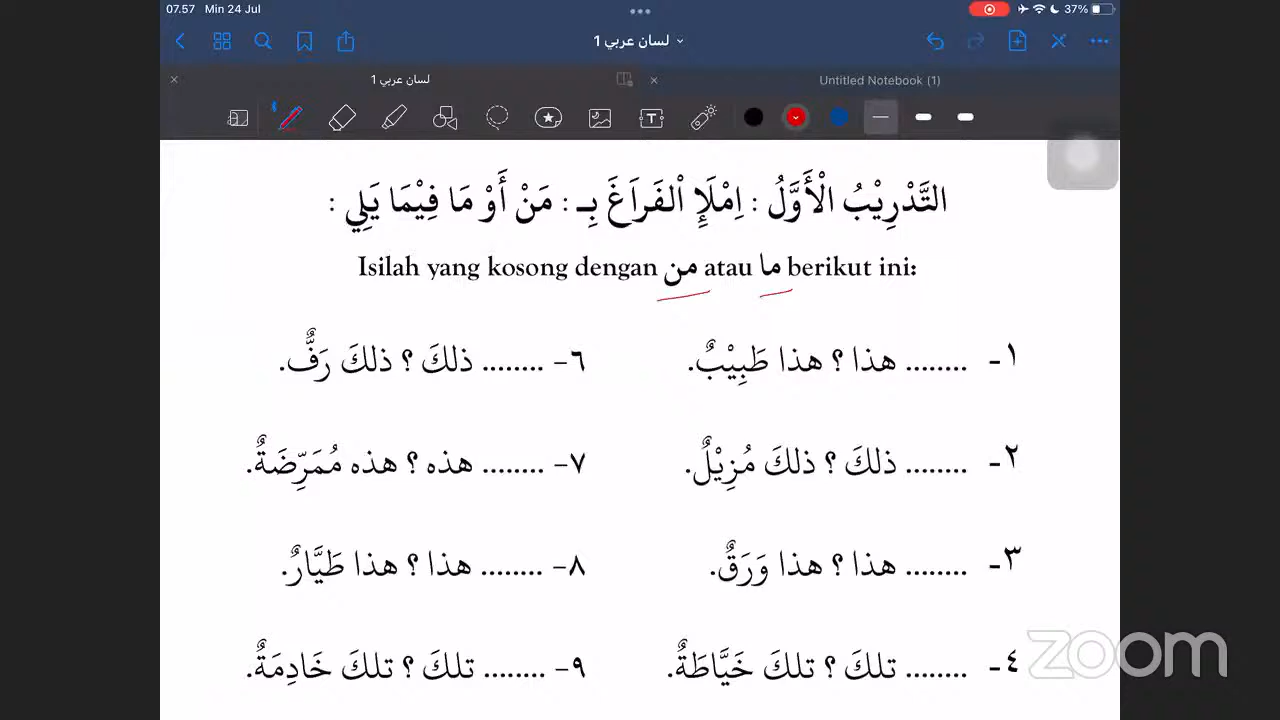 07.57 Min 24 Jul
37%
لسان عربي 1
لسان عربي 1
Untitled Notebook (1)
التَّدْرِيْبُ الْأَوَّلُ : اِمْلَإِ الْفَرَاغَ بِـ : مَنْ أَوْ مَا فِيْمَا يَلِي :
Isilah yang kosong dengan من atau ما berikut ini:
١- ........ هذا ؟ هذا طَبِيْبٌ.
٦- ........ ذلكَ ؟ ذلكَ رَفٌّ.
٢- ........ ذلكَ ؟ ذلكَ مُزِيْلٌ.
٧- ........ هذه ؟ هذه مُمَرِّضَةٌ.
٣- ........ هذا ؟ هذا وَرَقٌ.
٨- ........ هذا ؟ هذا طَيَّارٌ.
٤- ........ تلكَ ؟ تلكَ خَيَّاطَةٌ.
٩- ........ تلكَ ؟ تلكَ خَادِمَةٌ.
zoom